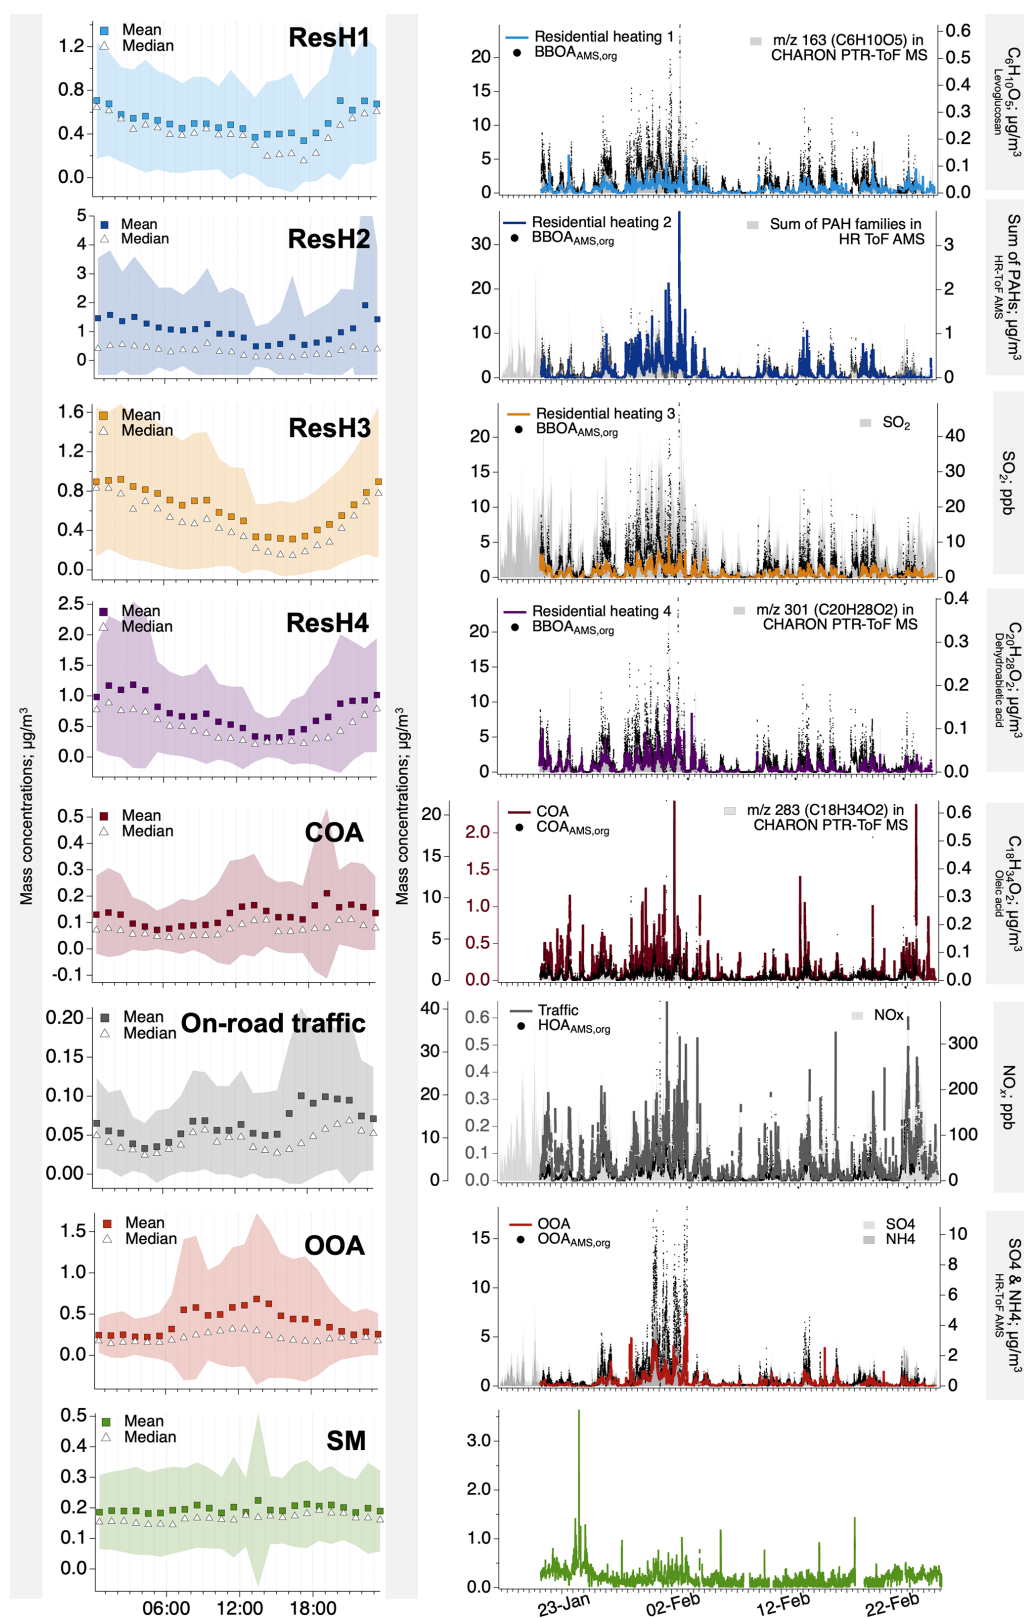 Mass concentrations; µg/m³
ResH1
Mean
Median
1.2
0.8
0.4
0.0
ResH2
Mean
Median
5
4
3
2
1
0
ResH3
Mean
Median
1.6
1.2
0.8
0.4
0.0
ResH4
Mean
Median
2.5
2.0
1.5
1.0
0.5
0.0
COA
Mean
Median
0.5
0.4
0.3
0.2
0.1
0.0
-0.1
On-road traffic
Mean
Median
0.20
0.15
0.10
0.05
0.00
OOA
Mean
Median
1.5
1.0
0.5
0.0
SM
Mean
Median
0.5
0.4
0.3
0.2
0.1
0.0
06:00 12:00 18:00
Mass concentrations; µg/m³
Residential heating 1
BBOA AMS,org
m/z 163 (C6H10O5) in
CHARON PTR-ToF MS
20
15
10
5
0
0.6
0.5
0.4
0.3
0.2
0.1
0.0
C6H10O5; µg/m³
Levoglucosan
Residential heating 2
BBOA AMS,org
Sum of PAH families in
HR ToF AMS
30
20
10
0
3
2
1
0
Sum of PAHs; µg/m³
HR-ToF AMS
Residential heating 3
BBOA AMS,org
SO2
20
15
10
5
0
40
30
20
10
0
SO2; ppb
Residential heating 4
BBOA AMS,org
m/z 301 (C20H28O2) in
CHARON PTR-ToF MS
20
15
10
5
0
0.4
0.3
0.2
0.1
0.0
C20H28O2; µg/m³
Dehydroabietic acid
COA
COA AMS,org
m/z 283 (C18H34O2) in
CHARON PTR-ToF MS
20
15
10
5
0
2.0
1.5
1.0
0.5
0.0
0.6
0.5
0.4
0.3
0.2
0.1
0.0
C18H34O2; µg/m³
Oleic acid
Traffic
HOA AMS,org
NOx
40
30
20
10
0
0.6
0.5
0.4
0.3
0.2
0.1
0.0
300
200
100
0
NOx; ppb
OOA
OOA AMS,org
SO4
NH4
15
10
5
0
10
8
6
4
2
0
SO4 & NH4; µg/m³
HR-ToF AMS
3.0
2.0
1.0
0.0
23-Jan 02-Feb 12-Feb 22-Feb